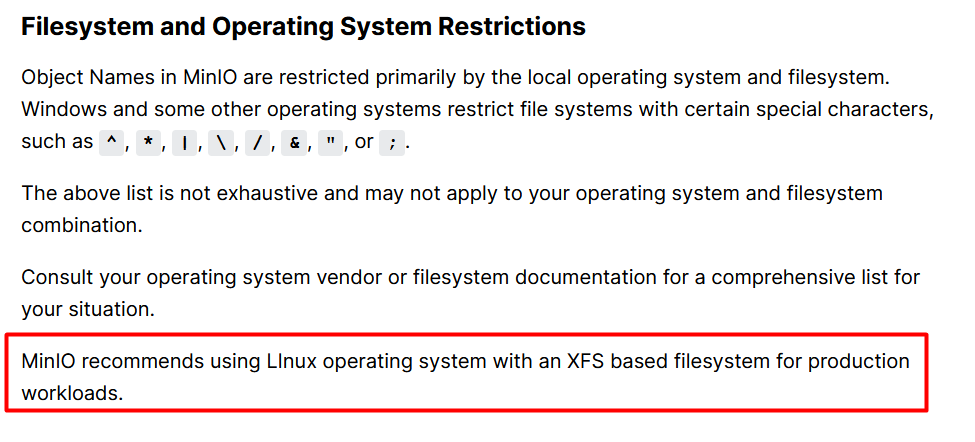 Filesystem and Operating System Restrictions
Object Names in MinIO are restricted primarily by the local operating system and filesystem.
Windows and some other operating systems restrict file systems with certain special characters,
such as ^, *, |, \, /, &, ", or ;.
The above list is not exhaustive and may not apply to your operating system and filesystem
combination.
Consult your operating system vendor or filesystem documentation for a comprehensive list for
your situation.
MinIO recommends using LInux operating system with an XFS based filesystem for production
workloads.